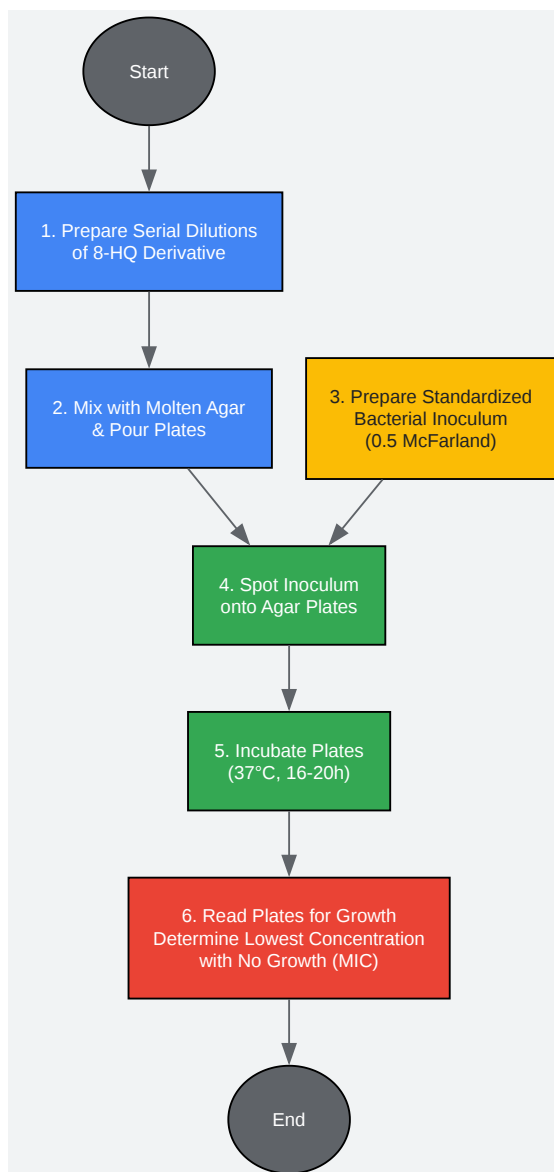 Start
1. Prepare Serial Dilutions
of 8-HQ Derivative
2. Mix with Molten Agar
& Pour Plates
3. Prepare Standardized
Bacterial Inoculum
(0.5 McFarland)
4. Spot Inoculum
onto Agar Plates
5. Incubate Plates
(37°C, 16-20h)
6. Read Plates for Growth
Determine Lowest Concentration
with No Growth (MIC)
End